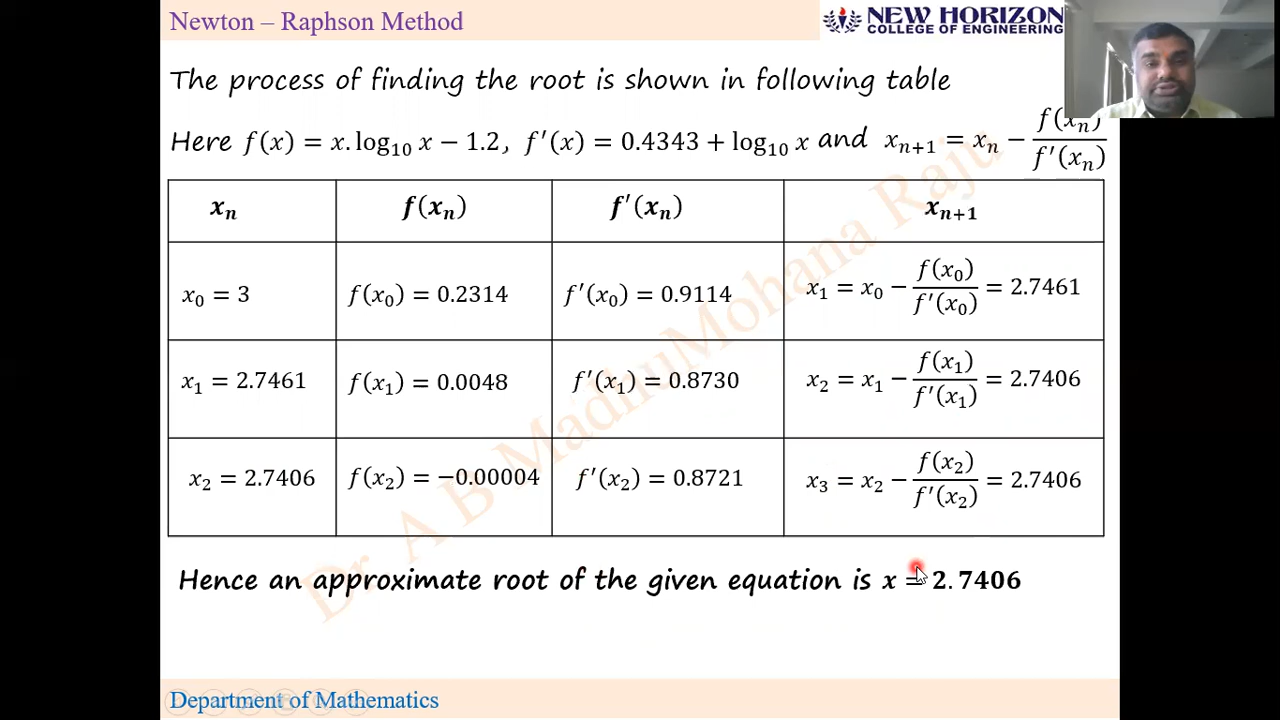 Newton – Raphson Method
NEW HORIZON
COLLEGE OF ENGINEERING
The process of finding the root is shown in following table
Here f(x) = x.log₁₀ x − 1.2, f′(x) = 0.4343 + log₁₀ x and xₙ₊₁ = xₙ − f(xₙ)/f′(xₙ)
xₙ f(xₙ) f′(xₙ) xₙ₊₁
x₀ = 3 f(x₀) = 0.2314 f′(x₀) = 0.9114 x₁ = x₀ − f(x₀)/f′(x₀) = 2.7461
x₁ = 2.7461 f(x₁) = 0.0048 f′(x₁) = 0.8730 x₂ = x₁ − f(x₁)/f′(x₁) = 2.7406
x₂ = 2.7406 f(x₂) = −0.00004 f′(x₂) = 0.8721 x₃ = x₂ − f(x₂)/f′(x₂) = 2.7406
Hence an approximate root of the given equation is x = 2.7406
Dr. A B MadhuMohana Raju
Department of Mathematics